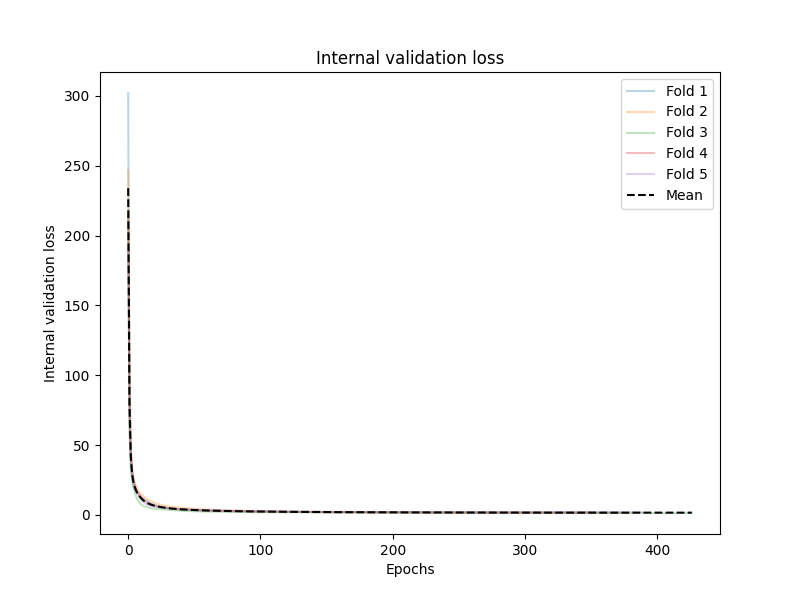 Internal validation loss
Fold 1
Fold 2
Fold 3
Fold 4
Fold 5
Mean
Internal validation loss
300
250
200
150
100
50
0
0 100 200 300 400
Epochs